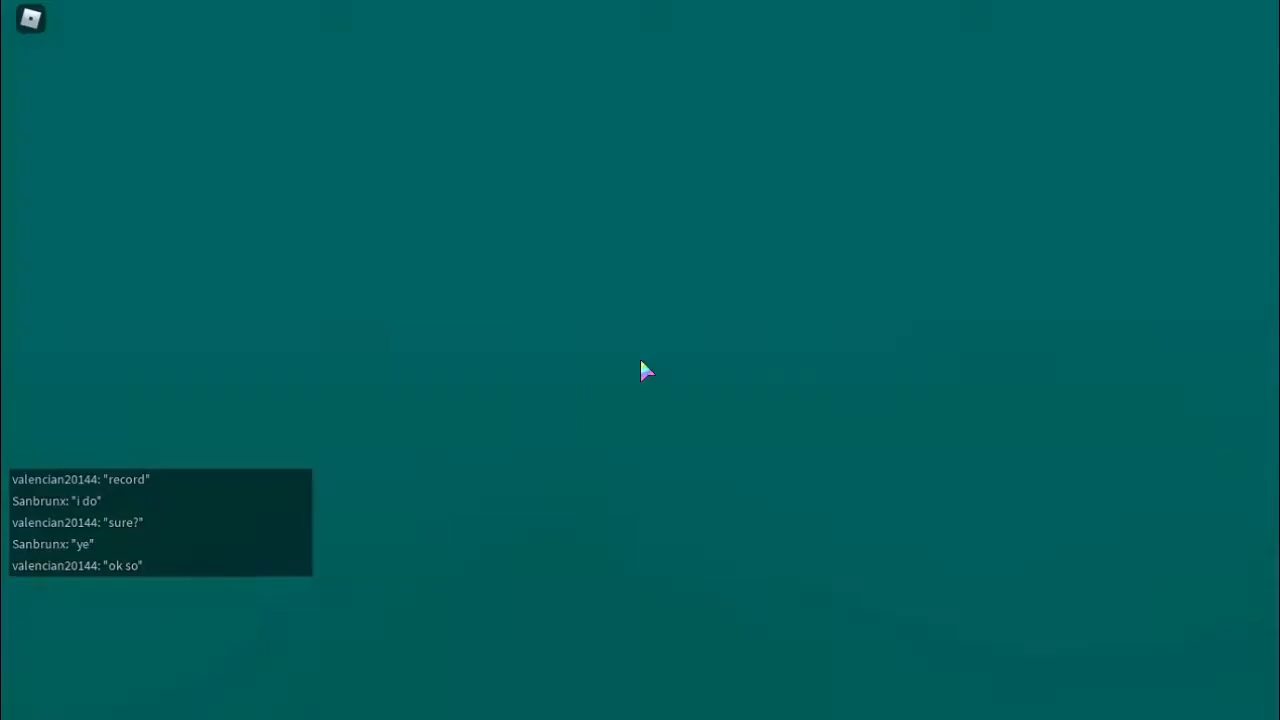 valencian20144: "record"
Sanbrunx: "i do"
valencian20144: "sure?"
Sanbrunx: "ye"
valencian20144: "ok so"